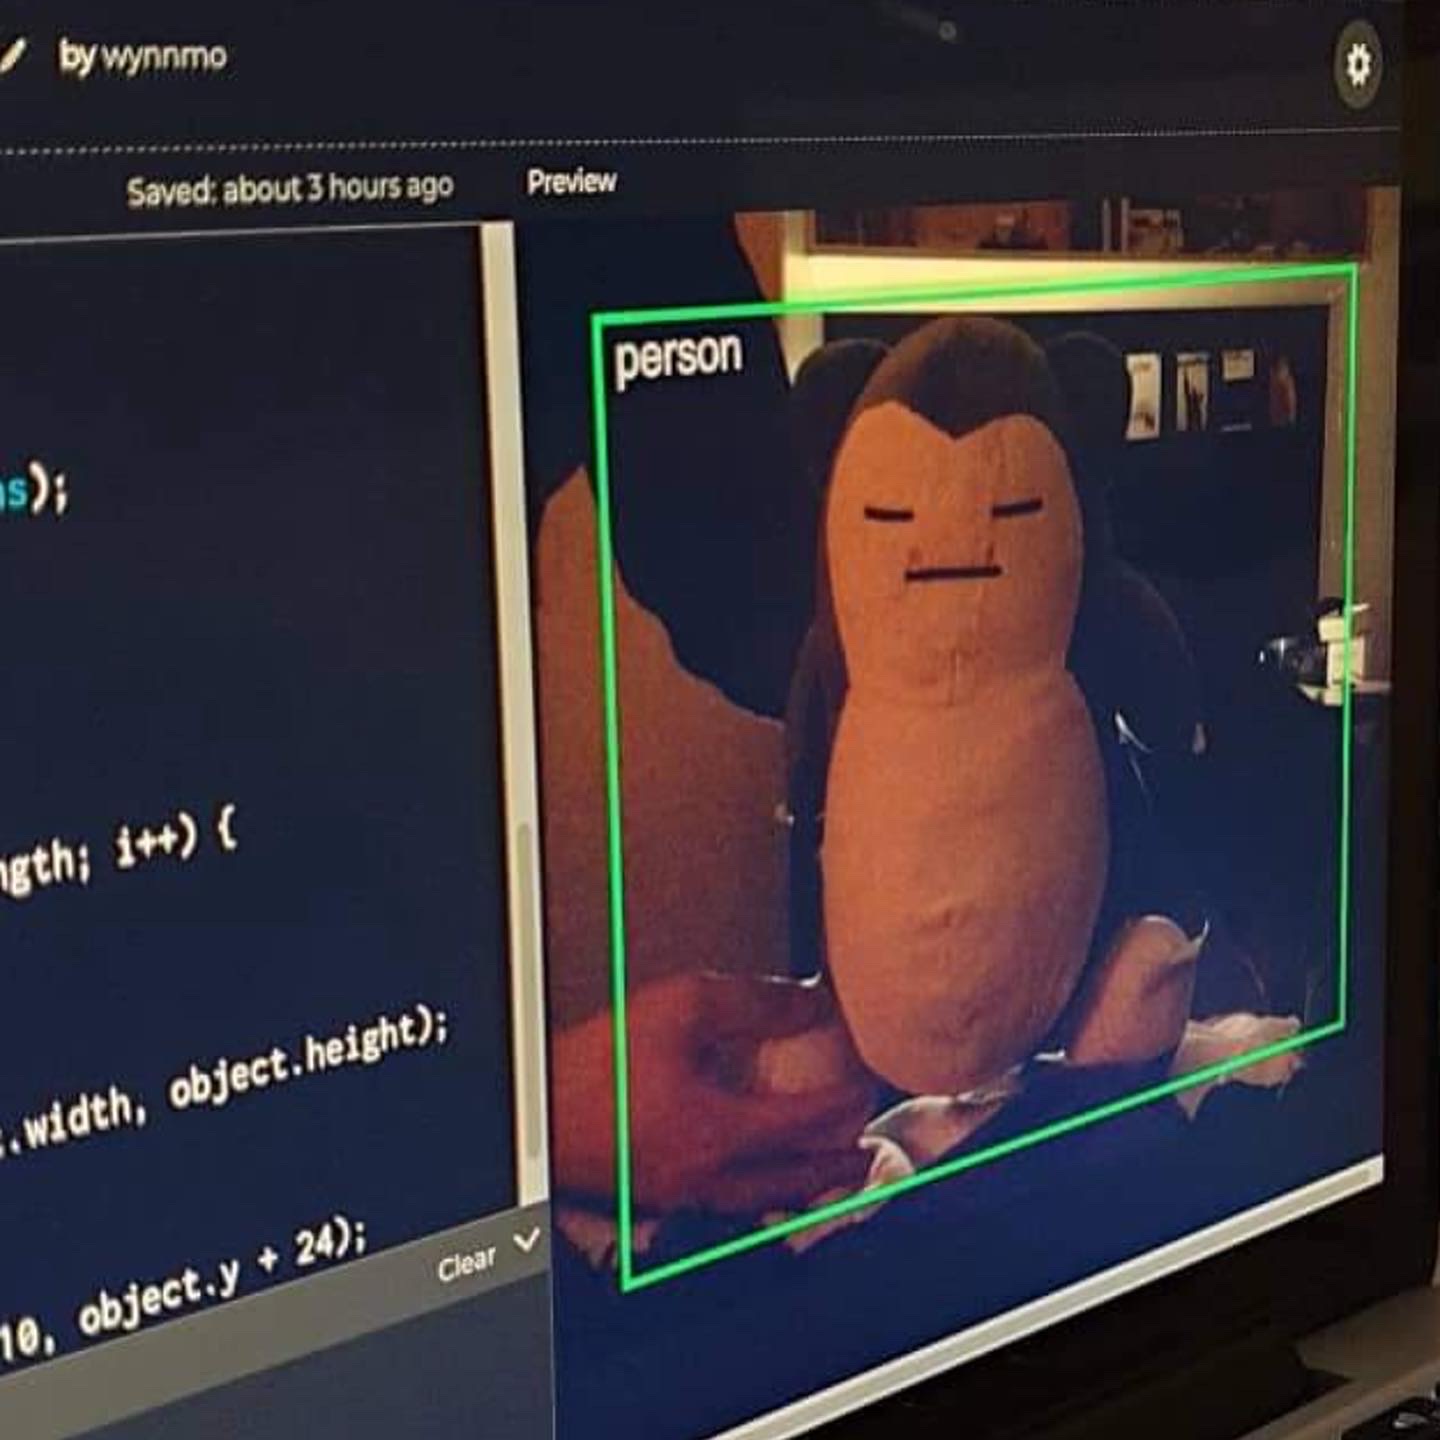 by wynnmo
Saved: about 3 hours ago
Preview
person
s);
ngth; i++) {
.width, object.height);
10, object.y + 24);
Clear